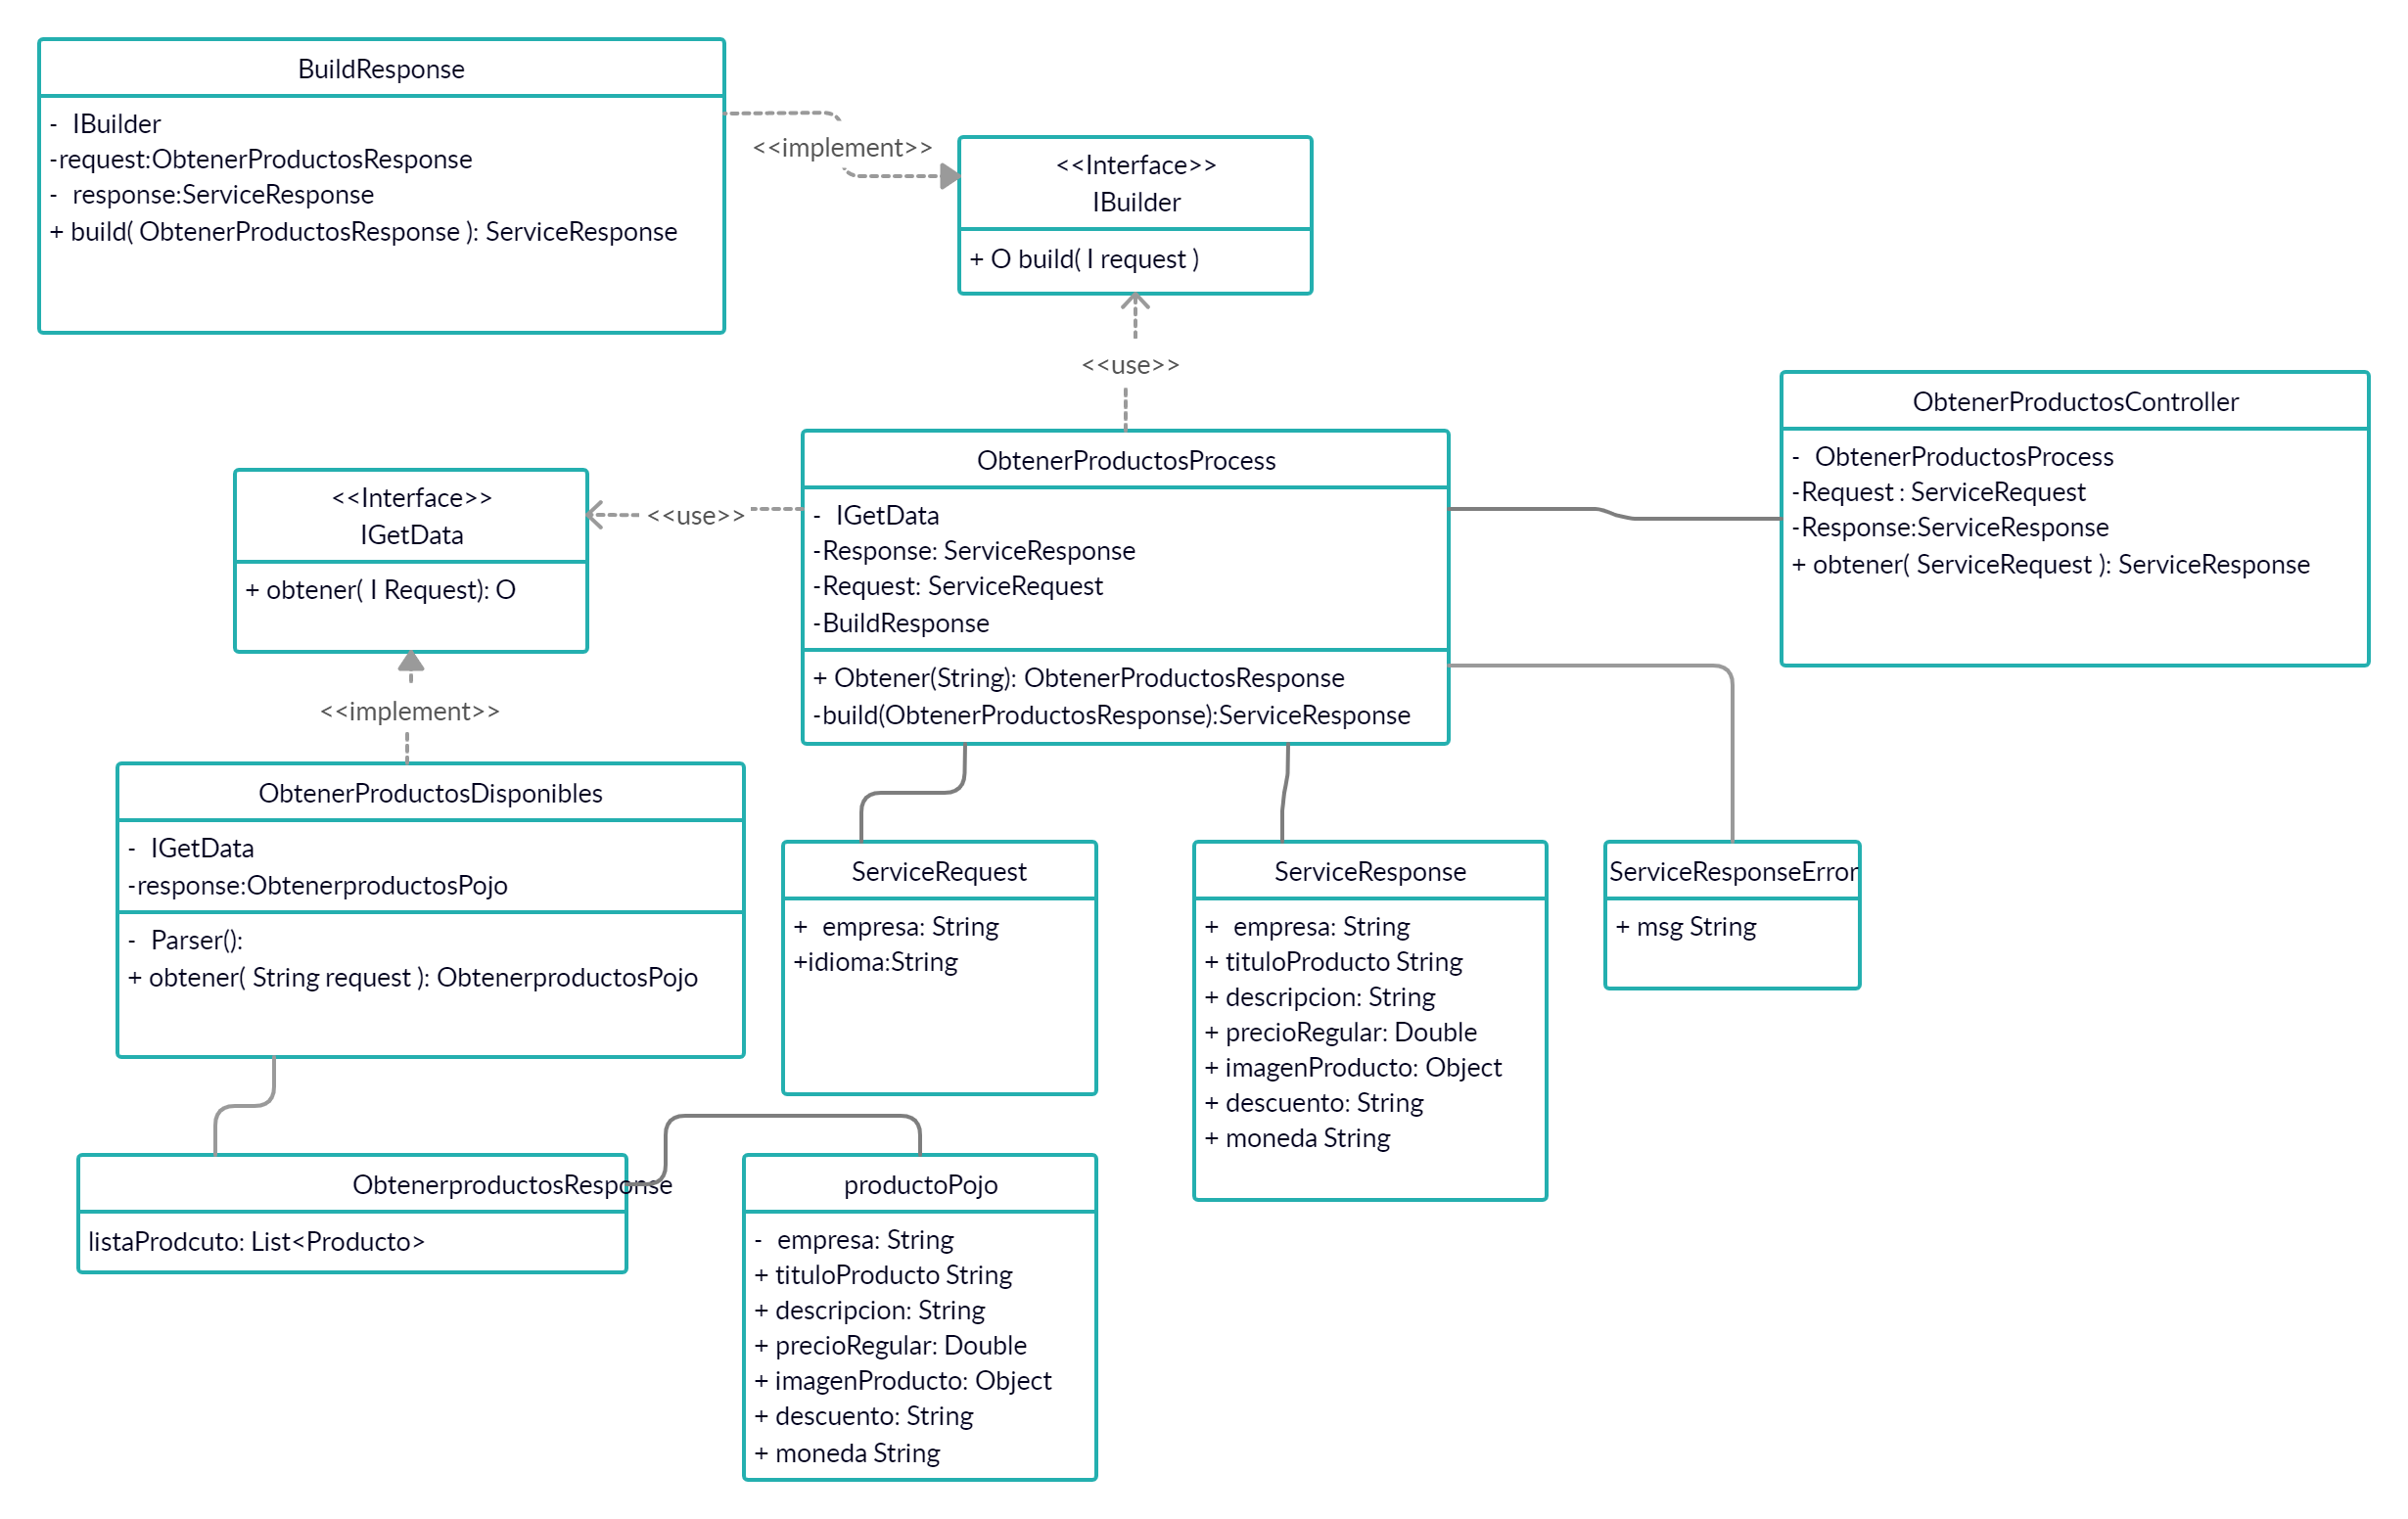 BuildResponse
- IBuilder
-request:ObtenerProductosResponse
- response:ServiceResponse
+ build( ObtenerProductosResponse ): ServiceResponse
<<implement>>
<<Interface>>
IBuilder
+ O build( I request )
<<use>>
ObtenerProductosController
- ObtenerProductosProcess
-Request : ServiceRequest
-Response:ServiceResponse
+ obtener( ServiceRequest ): ServiceResponse
ObtenerProductosProcess
- IGetData
-Response: ServiceResponse
-Request: ServiceRequest
-BuildResponse
+ Obtener(String): ObtenerProductosResponse
-build(ObtenerProductosResponse):ServiceResponse
<<use>>
<<Interface>>
IGetData
+ obtener( I Request): O
<<implement>>
ObtenerProductosDisponibles
- IGetData
-response:ObtenerproductosPojo
- Parser():
+ obtener( String request ): ObtenerproductosPojo
ServiceRequest
+ empresa: String
+idioma:String
ServiceResponse
+ empresa: String
+ tituloProducto String
+ descripcion: String
+ precioRegular: Double
+ imagenProducto: Object
+ descuento: String
+ moneda String
ServiceResponseError
+ msg String
ObtenerproductosResponse
listaProdcuto: List<Producto>
productoPojo
- empresa: String
+ tituloProducto String
+ descripcion: String
+ precioRegular: Double
+ imagenProducto: Object
+ descuento: String
+ moneda String